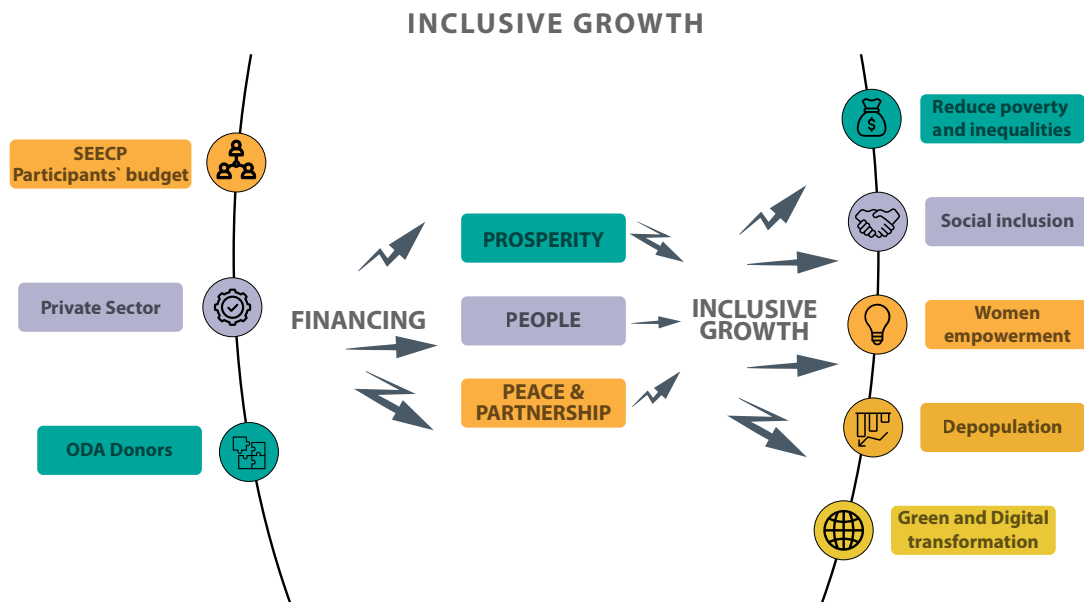 INCLUSIVE GROWTH
SEECP
Participants` budget
Private Sector
ODA Donors
FINANCING
PROSPERITY
PEOPLE
PEACE &
PARTNERSHIP
INCLUSIVE
GROWTH
$
Reduce poverty
and inequalities
Social inclusion
Women
empowerment
Depopulation
Green and Digital
transformation